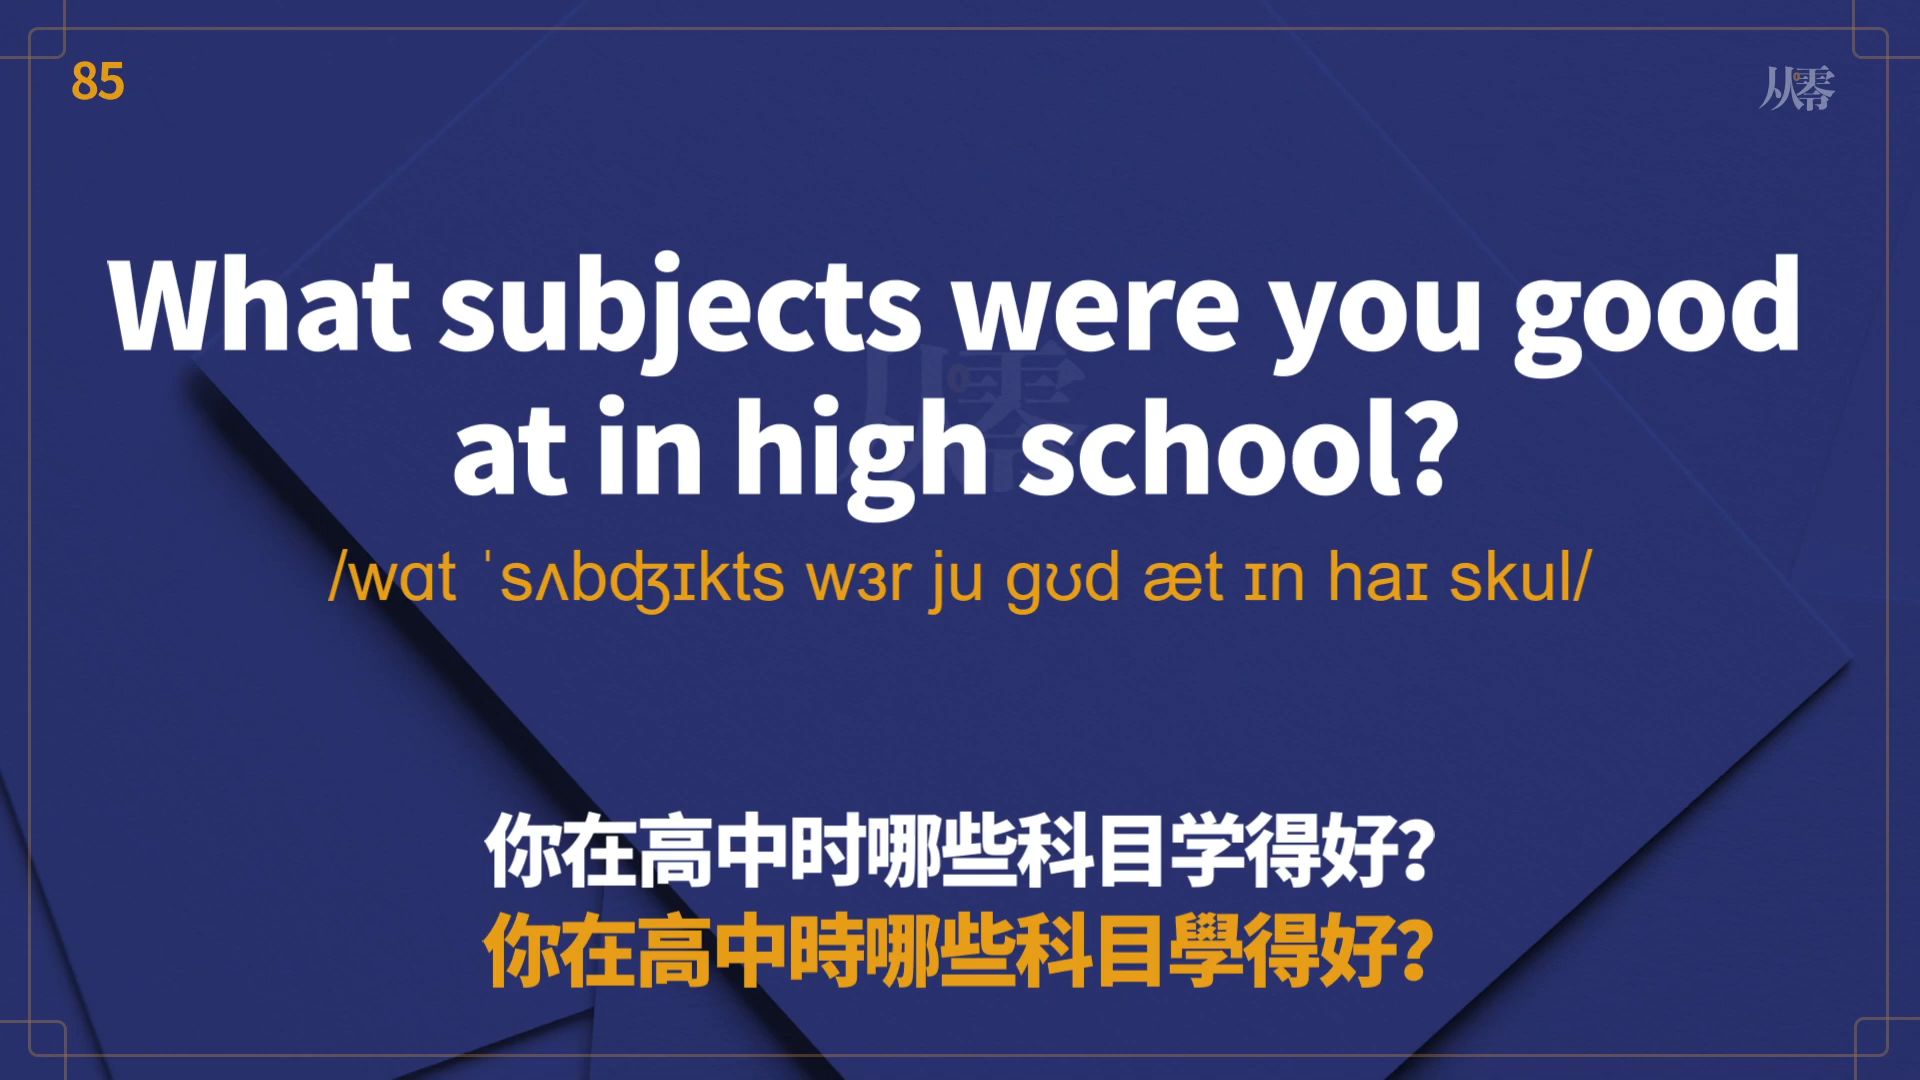 85
从零
What subjects were you good
at in high school?
/wɑt ˈsʌbʤɪkts wɜr ju gʊd æt ɪn haɪ skul/
你在高中时哪些科目学得好?
你在高中時哪些科目學得好?